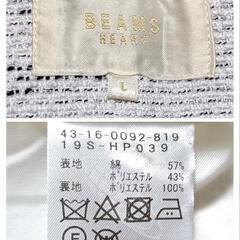 BEAMS
HEART
L
43-16-0092-819
19S-HP039
表地 綿 57%
ポリエステル 43%
裏地 ポリエステル 100%